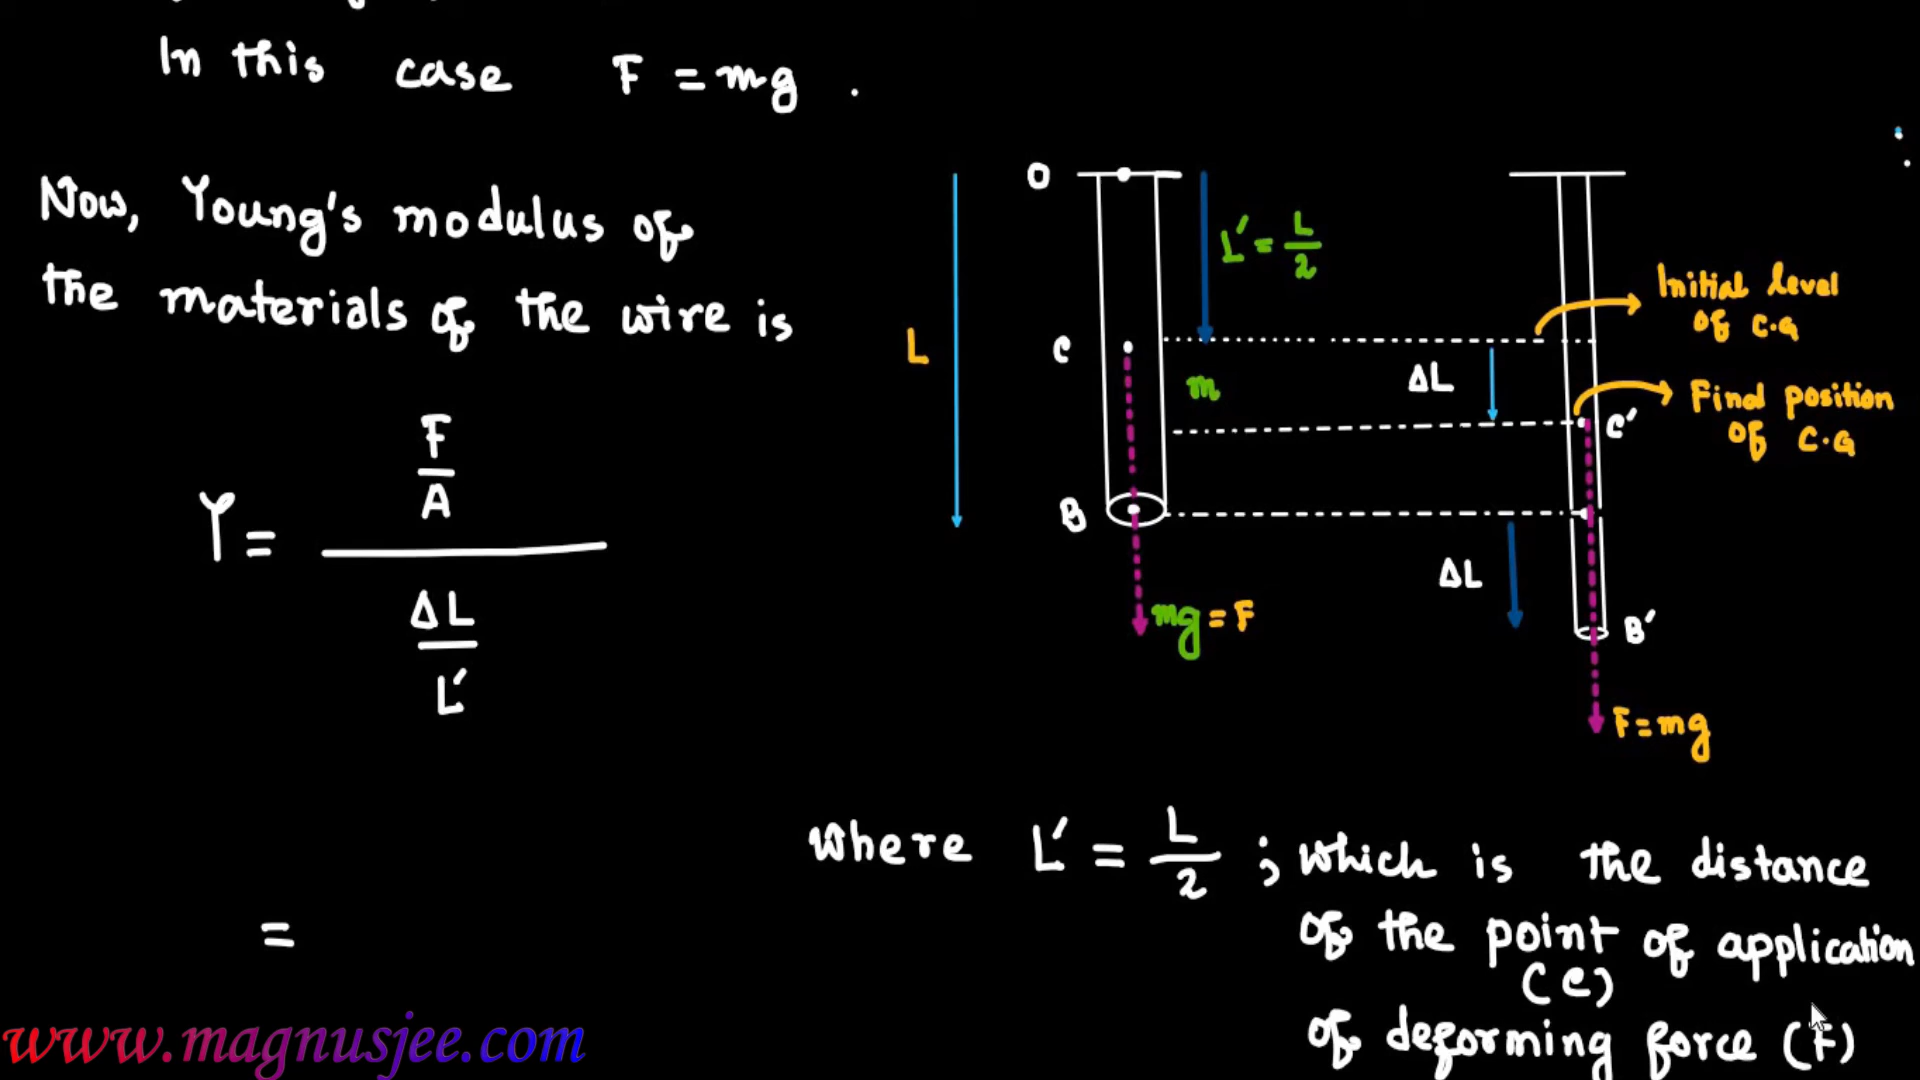 In this case F = mg .
Now, Young's modulus of
the materials of the wire is
Y = F/A / ΔL/L'
=
O
L' = L/2
L
C
m
ΔL
Initial level
of C.G
Final position
of C.G
C'
B
ΔL
mg = F
B'
F = mg
Where L' = L/2 ; which is the distance
of the point of application
(C)
of deforming force (F)
www.magnusjee.com